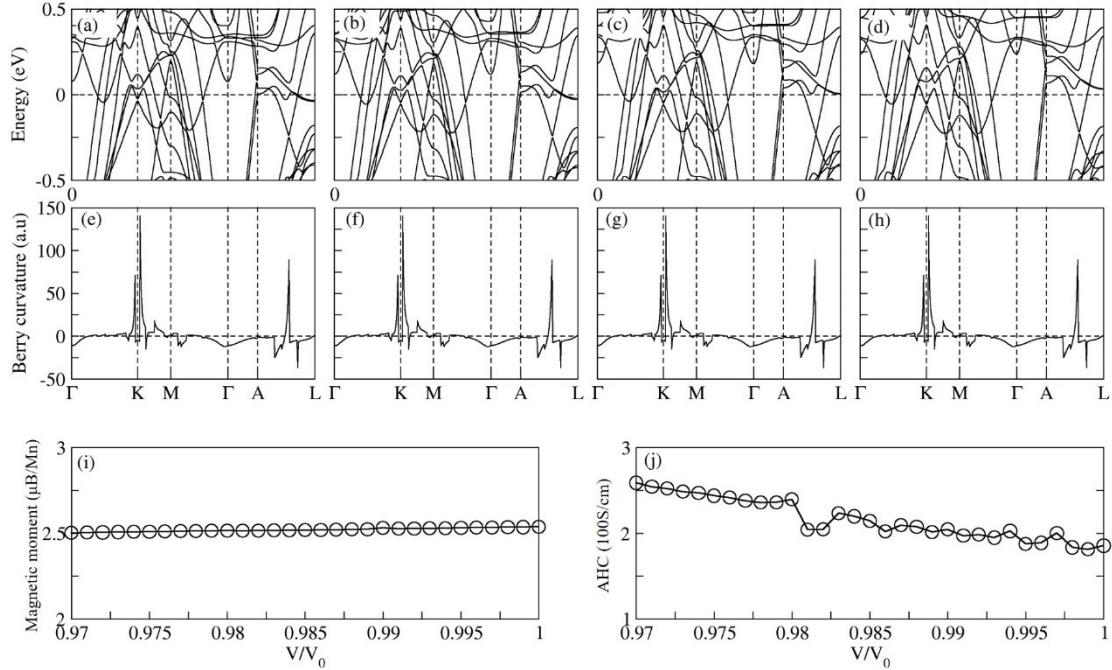 (a) (b) (c) (d)
0.5
Energy (eV)
0
-0.5
0 0 0 0
(e) (f) (g) (h)
150
100
50
0
-50
Berry curvature (a.u)
Γ K M Γ A L Γ K M Γ A L Γ K M Γ A L Γ K M Γ A L
(i)
3
2.5
2
Magnetic moment (µB/Mn)
0.97 0.975 0.98 0.985 0.99 0.995 1
V/V0
(j)
3
2
1
AHC (100S/cm)
0.97 0.975 0.98 0.985 0.99 0.995 1
V/V0